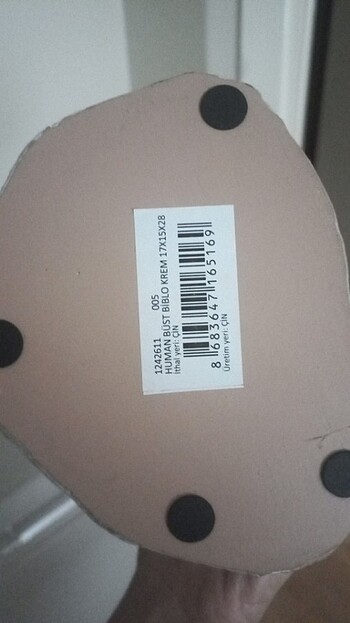 1242611 005
HUMAN BÜST BİBLO KREM 17X15X28
İthal yeri: ÇİN
8 683647 165169
Üretim yeri: ÇİN